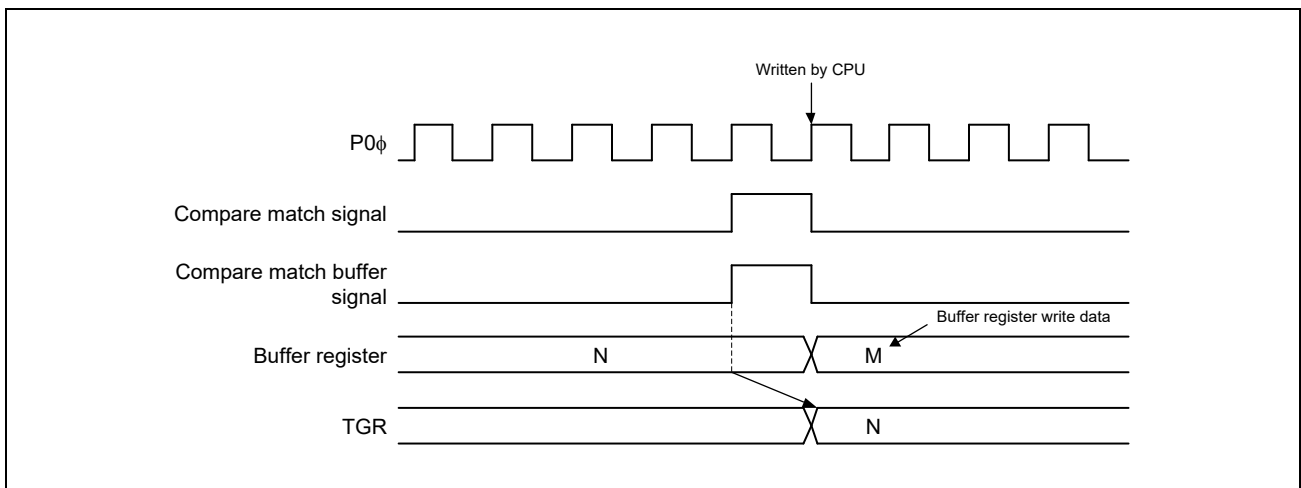 Written by CPU
P0ϕ
Compare match signal
Compare match buffer
signal
Buffer register write data
Buffer register
N
M
TGR
N